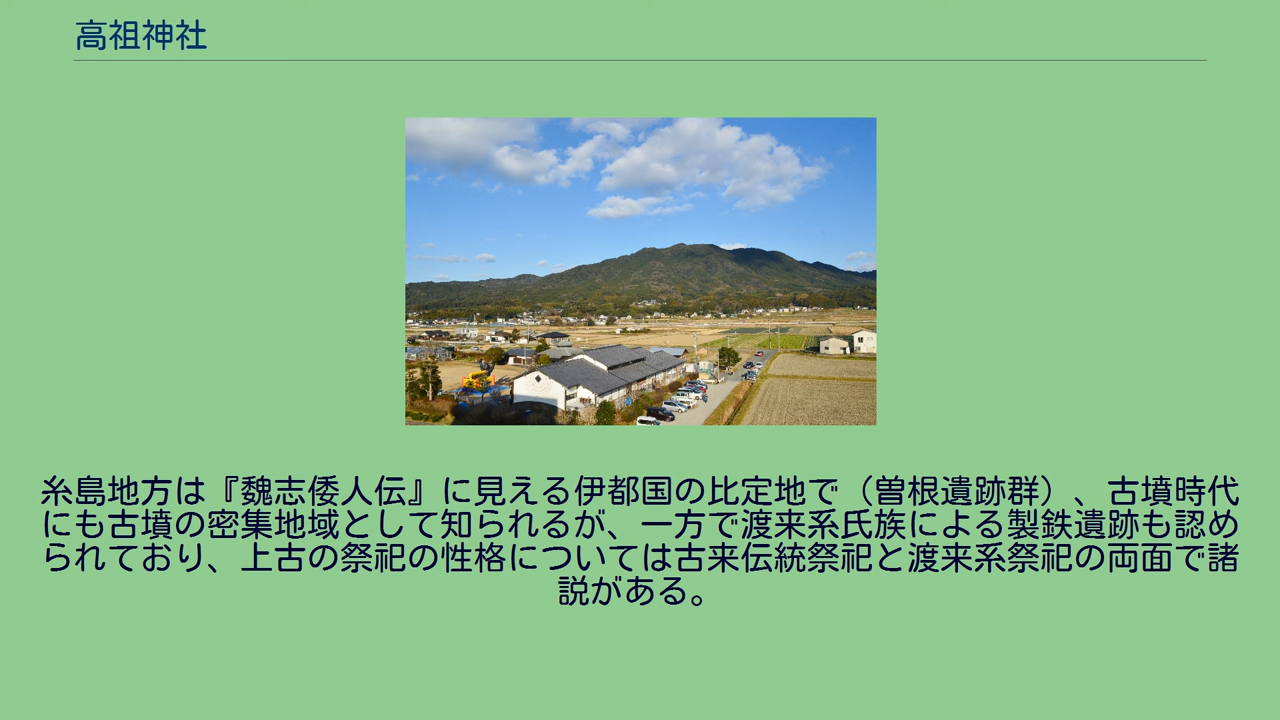 高祖神社
糸島地方は『魏志倭人伝』に見える伊都国の比定地で（曽根遺跡群）、古墳時代
にも古墳の密集地域として知られるが、一方で渡来系氏族による製鉄遺跡も認め
られており、上古の祭祀の性格については古来伝統祭祀と渡来系祭祀の両面で諸
説がある。